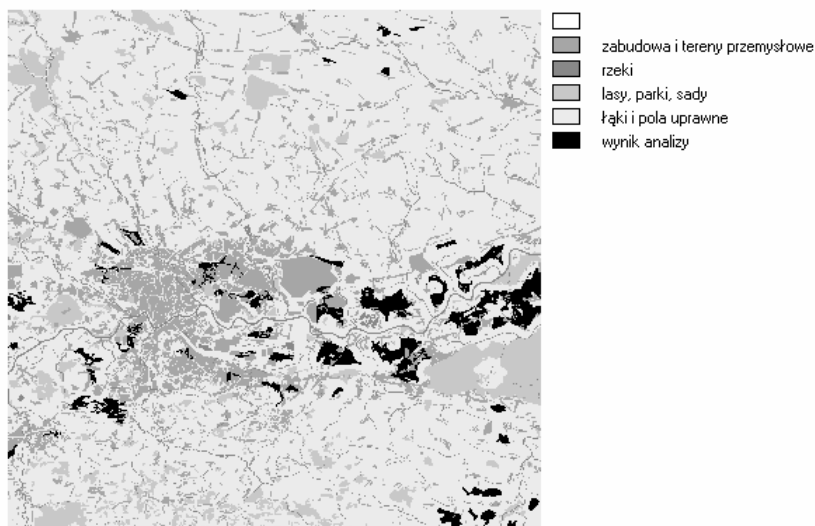 zabudowa i tereny przemysłowe
rzeki
lasy, parki, sady
łąki i pola uprawne
wynik analizy